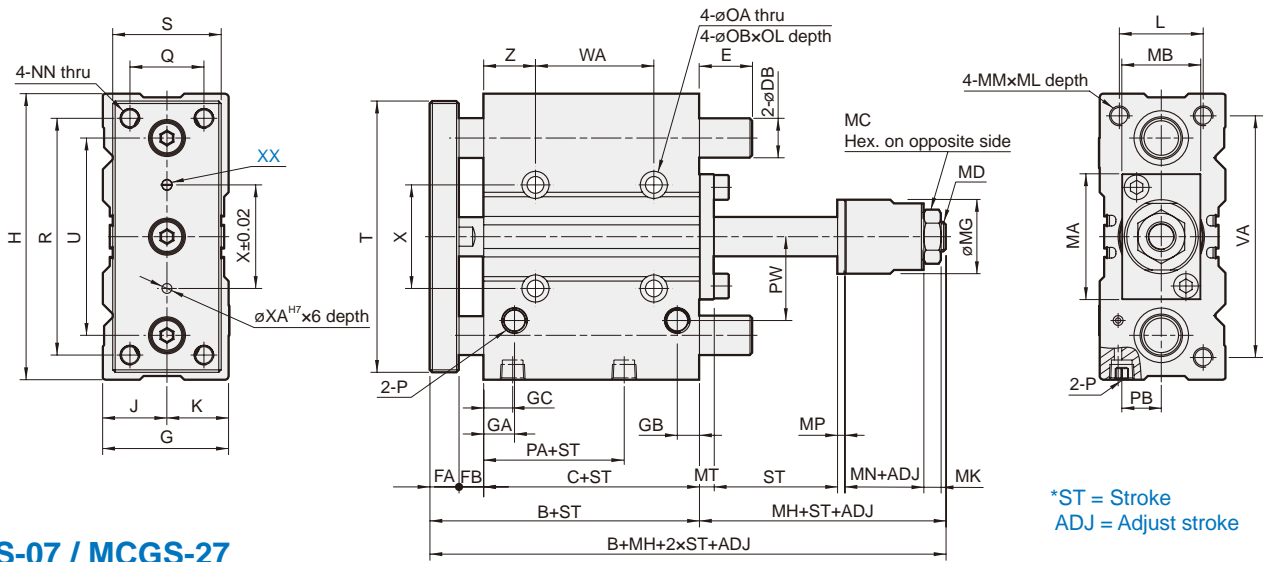 S
Q
4-NN thru
H
R
U
XX
X±0.02
øXAH7×6 depth
J
K
G
4-øOA thru
4-øOB×OL depth
Z
WA
E
2-øDB
MC
Hex. on opposite side
MD
T
X
PW
øMG
2-P
GC
GA
GB
MP
PA+ST
FA
FB
C+ST
MT
ST
MN+ADJ
MK
B+ST
MH+ST+ADJ
B+MH+2×ST+ADJ
L
MB
4-MM×ML depth
MA
VA
2-P
PB
*ST = Stroke
ADJ = Adjust stroke
S-07 / MCGS-27